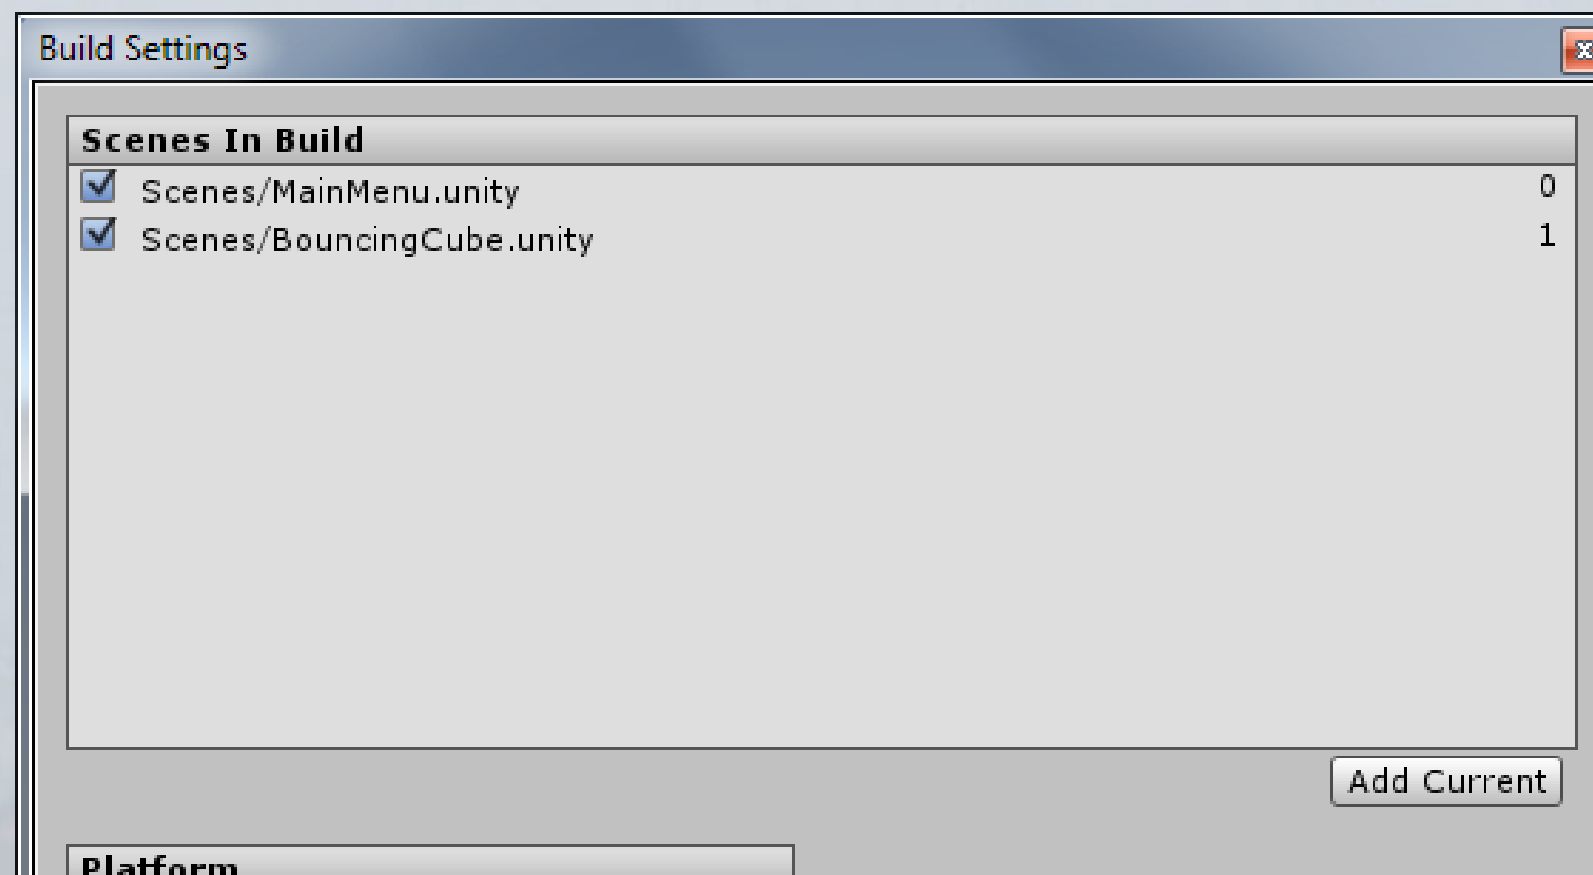 Build Settings
Scenes In Build
Scenes/MainMenu.unity 0
Scenes/BouncingCube.unity 1
Add Current
Platform